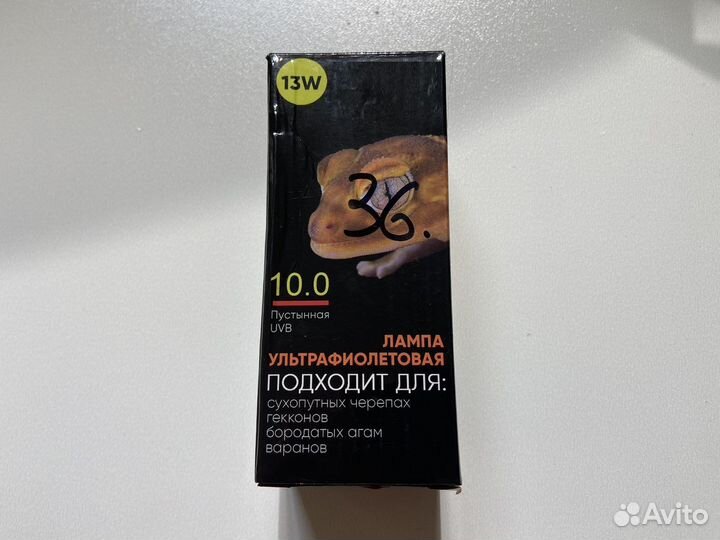 13W
36.
10.0
Пустынная
UVB
ЛАМПА
УЛЬТРАФИОЛЕТОВАЯ
ПОДХОДИТ ДЛЯ:
сухопутных черепах
гекконов
бородатых агам
варанов
Avito